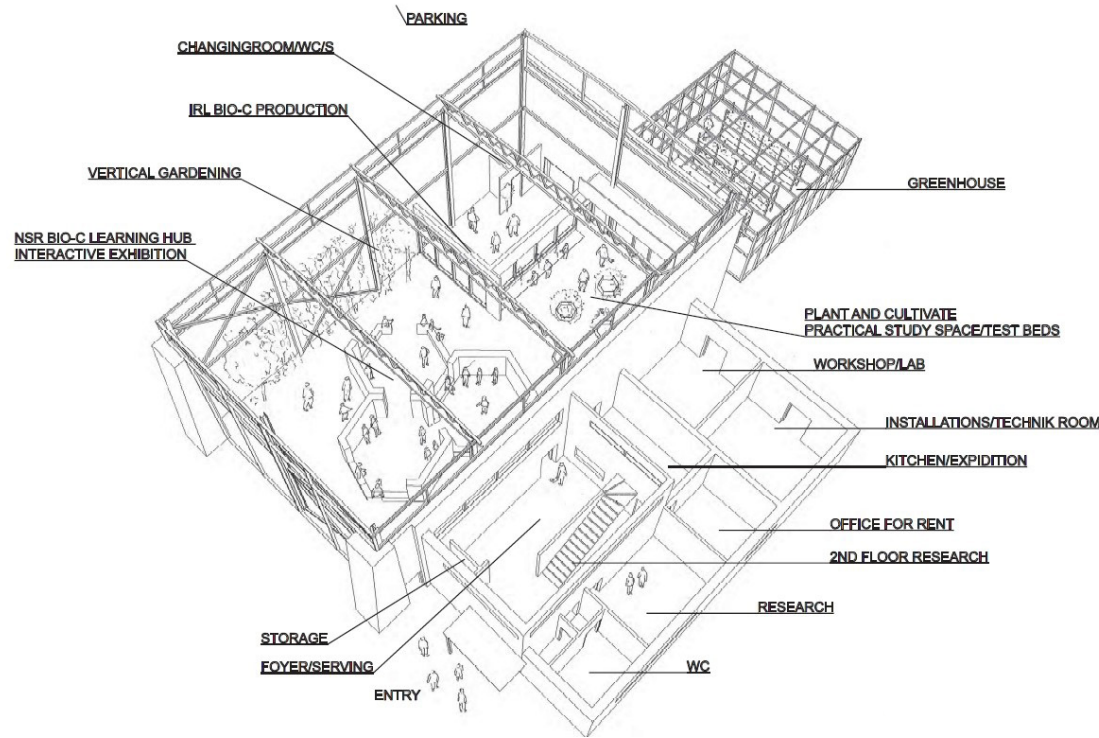 PARKING
CHANGINGROOM/WC/S
IRL BIO-C PRODUCTION
VERTICAL GARDENING
GREENHOUSE
NSR BIO-C LEARNING HUB
INTERACTIVE EXHIBITION
PLANT AND CULTIVATE
PRACTICAL STUDY SPACE/TEST BEDS
WORKSHOP/LAB
INSTALLATIONS/TECHNIK ROOM
KITCHEN/EXPIDITION
OFFICE FOR RENT
2ND FLOOR RESEARCH
RESEARCH
STORAGE
FOYER/SERVING
WC
ENTRY